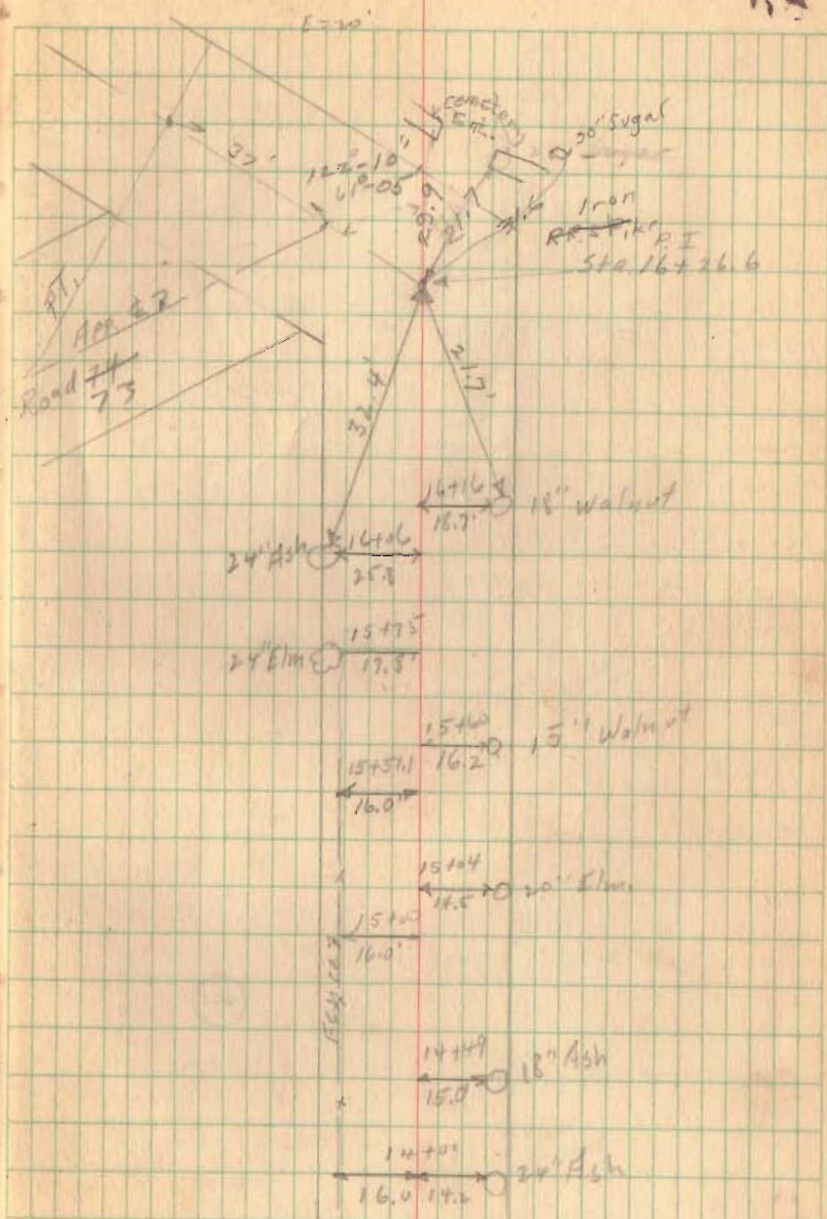 E=20'
Cemetery
Ent.
30" Sugar
32'
122°-10'
61°-05'
29.9
21.7
31.6
Iron
R.R. Spike P.I
Sta. 16+26.6
P.T.
App. & R
Road 74
73
32.4'
21.7'
16+16
18.7'
18" Walnut
24" Ash
16+06
25.8
15+75
24" Elm
17.8'
15+60
15" Walnut
16.2
15+51.1
16.0'
15+04
20" Elm.
14.5
15+00
16.0'
14+49
18" Ash
15.0'
14+00
24" Ash
16.0 14.2